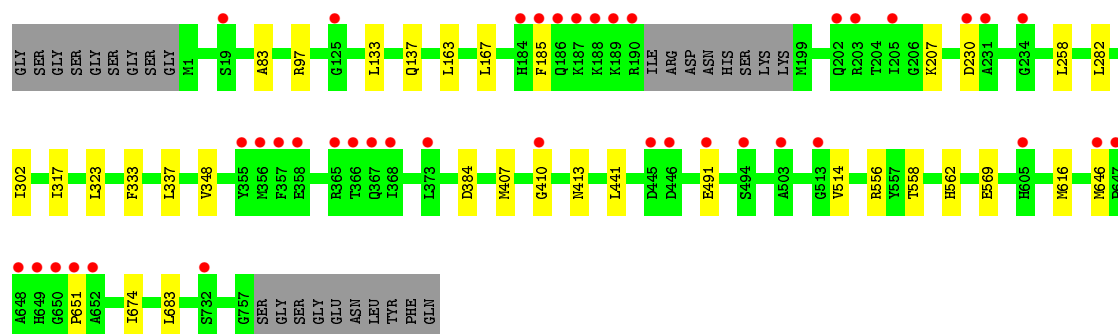 GLY SER GLY SER GLY SER GLY SER GLY M1 S19 A83 R97 G125 L133 Q137 L163 L167 H184 F185 Q186 K187 K188 K189 R190 ILE ARG ASP ASN HIS SER LYS LYS M199 Q202 R203 T204 I205 G206 K207 D230 A231 G234 L258 L282
I302 I317 L323 F333 L337 V348 Y355 M356 F357 E358 R365 T366 Q367 I368 L373 D384 M407 G410 N413 L441 D445 D446 E491 S494 A503 G513 V514 R556 Y557 T558 H562 E569 H605 M616 M646
A648 H649 G650 P651 A652 I674 L683 S732 G757 SER GLY SER GLY GLU ASN LEU TYR PHE GLN